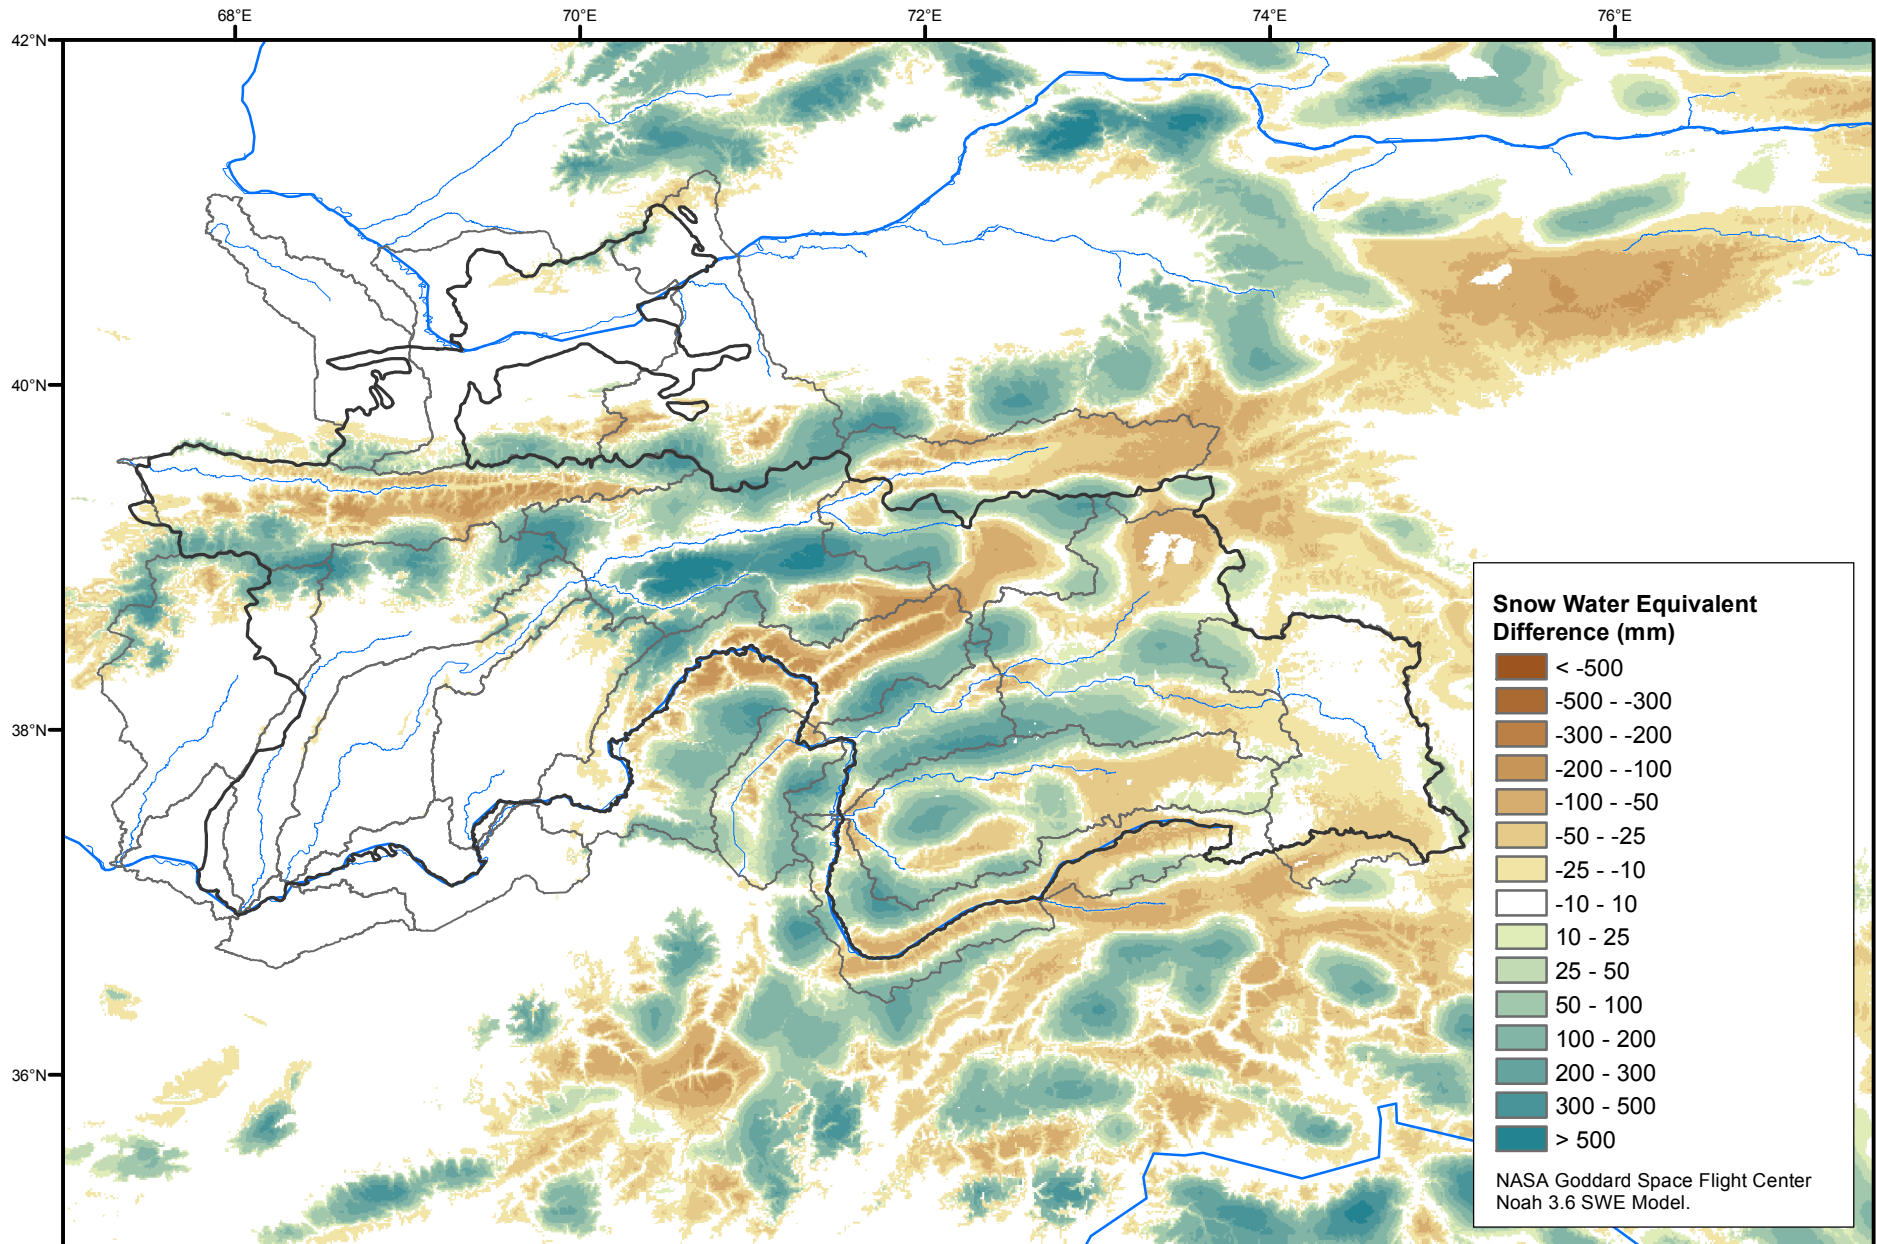 68°E
70°E
72°E
74°E
76°E
42°N
40°N
38°N
36°N
Snow Water Equivalent
Difference (mm)
< -500
-500 - -300
-300 - -200
-200 - -100
-100 - -50
-50 - -25
-25 - -10
-10 - 10
10 - 25
25 - 50
50 - 100
100 - 200
200 - 300
300 - 500
> 500
NASA Goddard Space Flight Center
Noah 3.6 SWE Model.